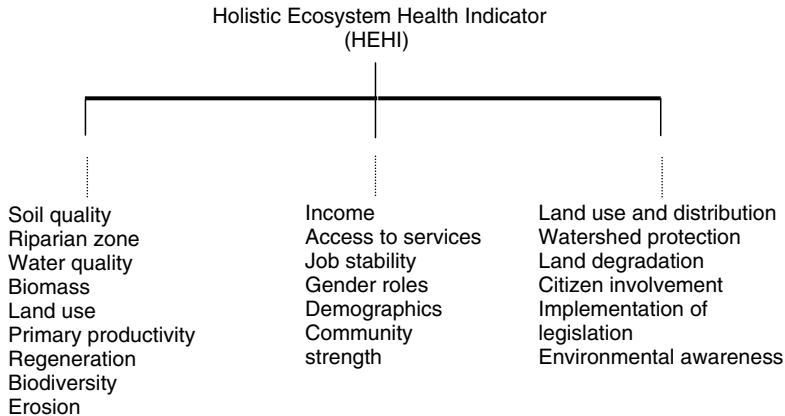 Holistic Ecosystem Health Indicator
(HEHI)
Soil quality
Riparian zone
Water quality
Biomass
Land use
Primary productivity
Regeneration
Biodiversity
Erosion
Income
Access to services
Job stability
Gender roles
Demographics
Community
strength
Land use and distribution
Watershed protection
Land degradation
Citizen involvement
Implementation of
legislation
Environmental awareness